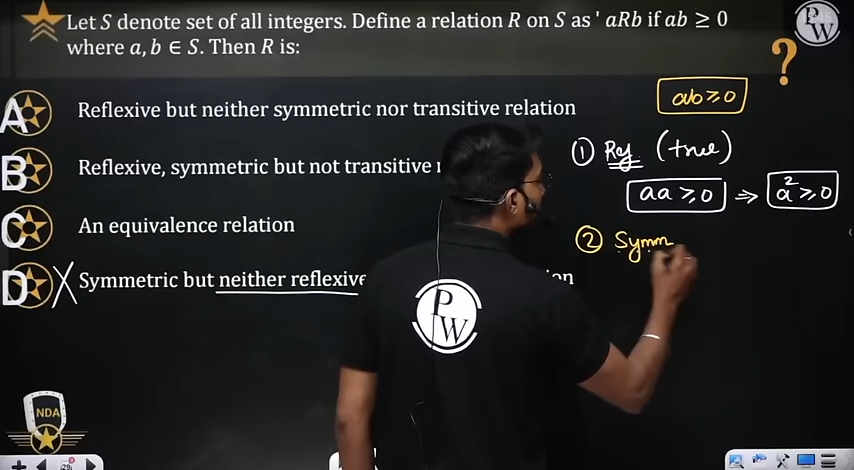 Let S denote set of all integers. Define a relation R on S as ' aRb if ab ≥ 0
where a, b ∈ S. Then R is:
PW
?
ab ≥ 0
A Reflexive but neither symmetric nor transitive relation
B Reflexive, symmetric but not transitive
C An equivalence relation
D Symmetric but neither reflexive
on
① Ref (true)
aa ≥ 0 ⇒ a² ≥ 0
② Symm
PW
NDA